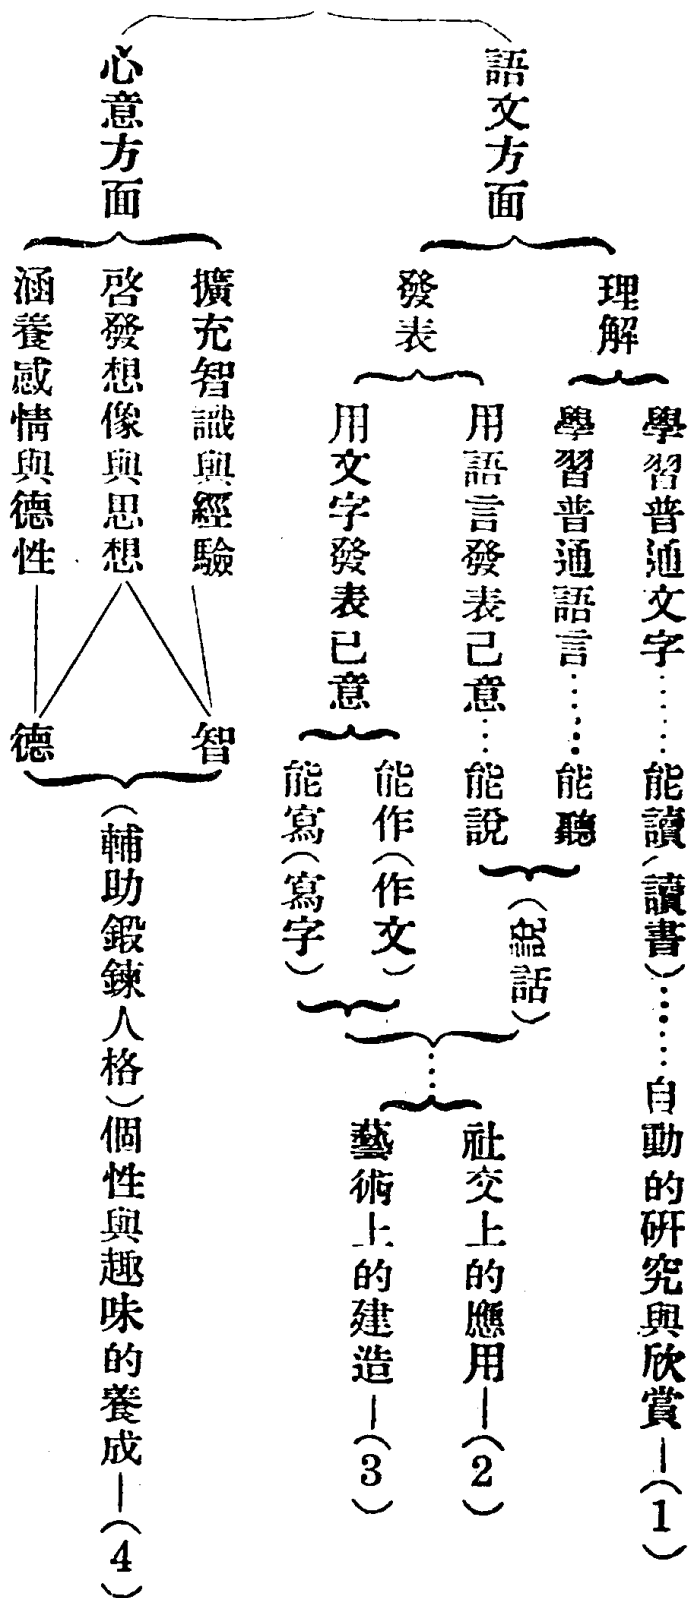 語文方面
理解
學習普通文字……能讀(讀書)……自動的研究與欣賞—(1)
學習普通語言……能聽
發表
用語言發表己意…能說
(說話)
用文字發表已意
能作(作文)
能寫(寫字)
社交上的應用—(2)
藝術上的建造—(3)
心意方面
擴充智識與經驗
啓發想像與思想
涵養感情與德性
智
德
(輔助鍛鍊人格)個性與趣味的養成—(4)